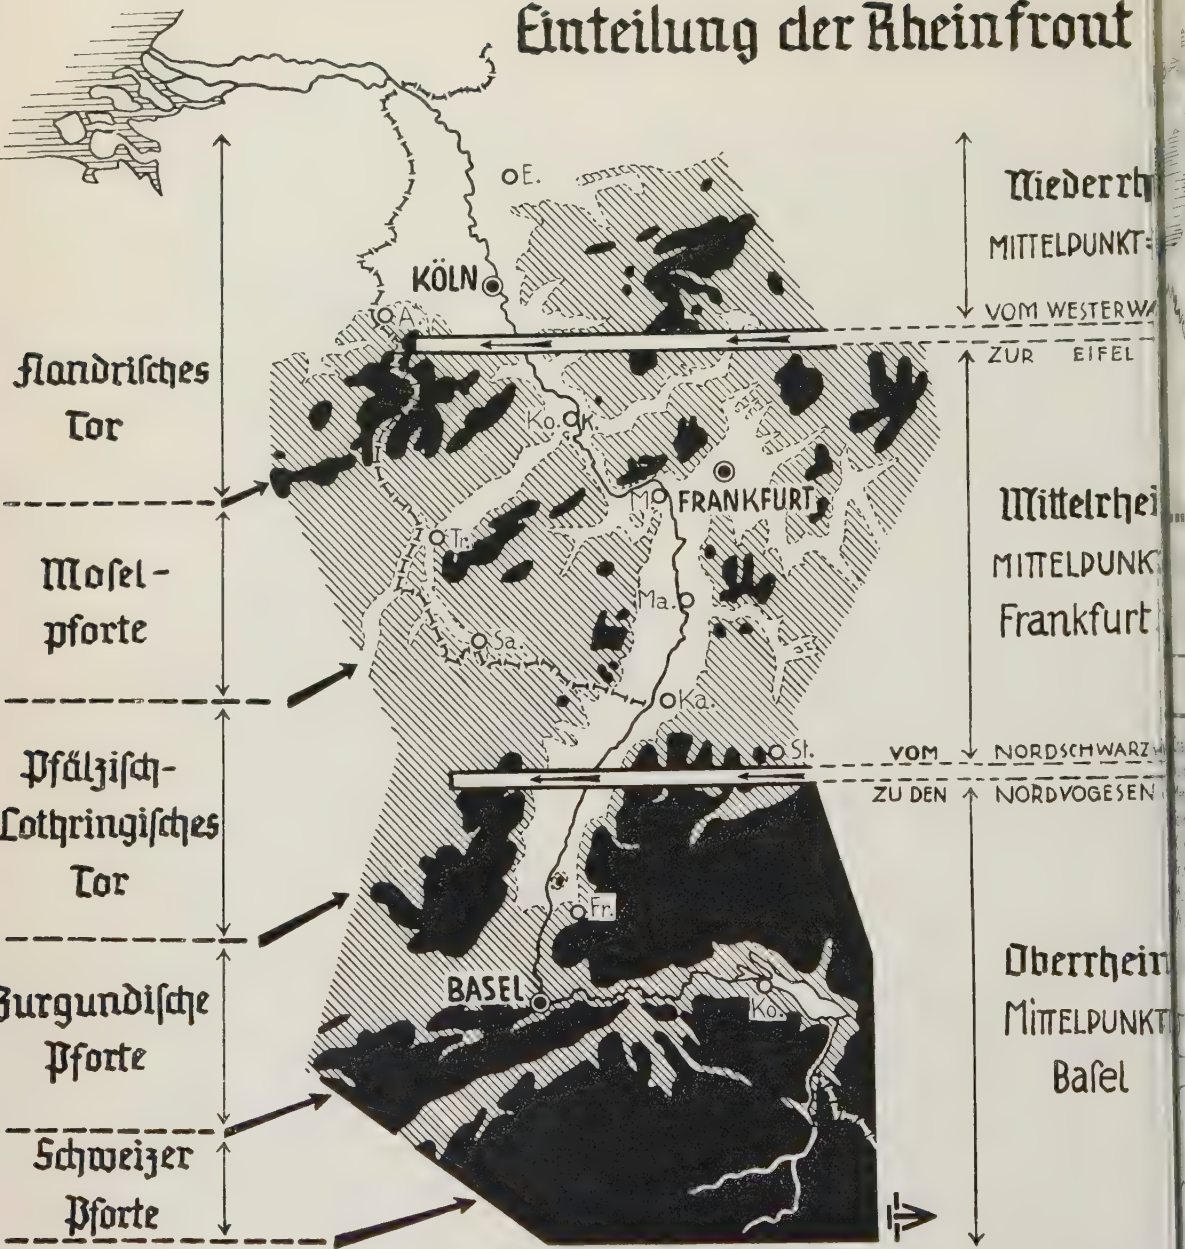 Einteilung der Rheinfront
Flandrisches
Tor
Mosel-
pforte
Pfälzisch-
Lothringisches
Tor
Burgundische
Pforte
Schweizer
Pforte
E.
KÖLN
A
Ko.
K.
FRANKFURT
M
Tr.
Ma.
Sa.
Ka.
St.
Fr.
BASEL
Ko.
Niederrh
MITTELPUNKT=
VOM WESTERWA
ZUR EIFEL
Mittelrhei
MITTELPUNK
Frankfurt
VOM NORDSCHWARZ
ZU DEN NORDVOGESEN
Oberrhein
MITTELPUNKT
Basel